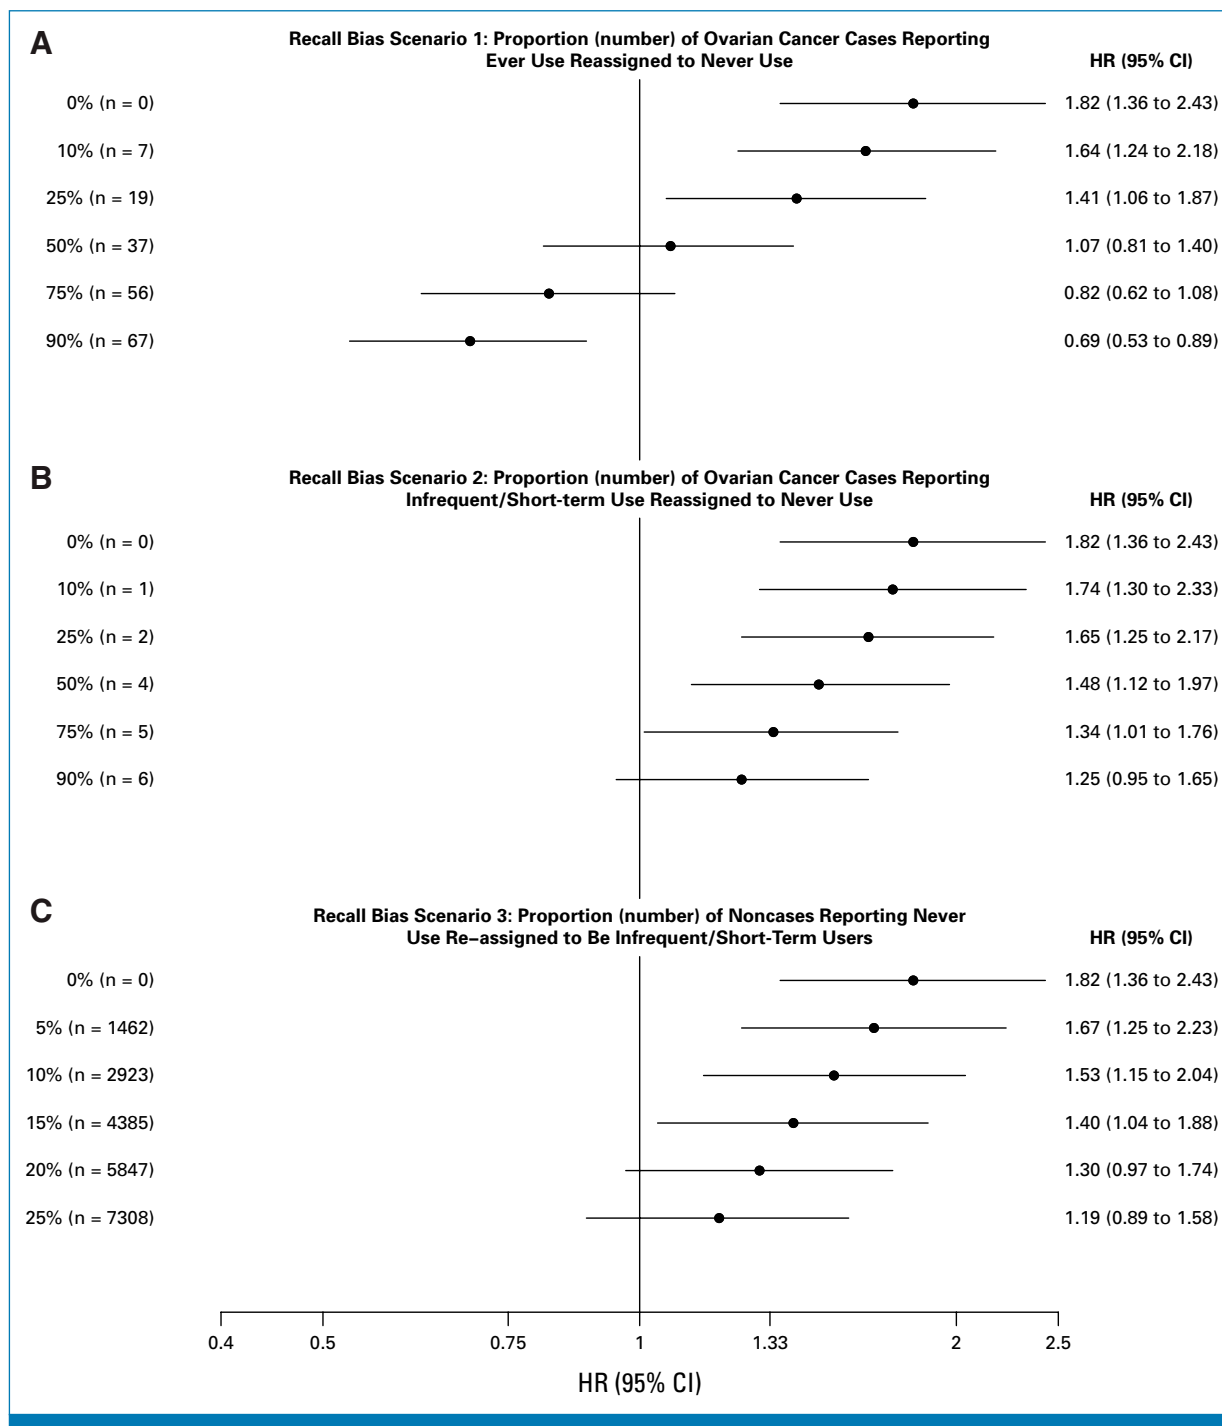 A
Recall Bias Scenario 1: Proportion (number) of Ovarian Cancer Cases Reporting
Ever Use Reassigned to Never Use
HR (95% CI)
0% (n = 0) 1.82 (1.36 to 2.43)
10% (n = 7) 1.64 (1.24 to 2.18)
25% (n = 19) 1.41 (1.06 to 1.87)
50% (n = 37) 1.07 (0.81 to 1.40)
75% (n = 56) 0.82 (0.62 to 1.08)
90% (n = 67) 0.69 (0.53 to 0.89)
B
Recall Bias Scenario 2: Proportion (number) of Ovarian Cancer Cases Reporting
Infrequent/Short-term Use Reassigned to Never Use
HR (95% CI)
0% (n = 0) 1.82 (1.36 to 2.43)
10% (n = 1) 1.74 (1.30 to 2.33)
25% (n = 2) 1.65 (1.25 to 2.17)
50% (n = 4) 1.48 (1.12 to 1.97)
75% (n = 5) 1.34 (1.01 to 1.76)
90% (n = 6) 1.25 (0.95 to 1.65)
C
Recall Bias Scenario 3: Proportion (number) of Noncases Reporting Never
Use Re−assigned to Be Infrequent/Short-Term Users
HR (95% CI)
0% (n = 0) 1.82 (1.36 to 2.43)
5% (n = 1462) 1.67 (1.25 to 2.23)
10% (n = 2923) 1.53 (1.15 to 2.04)
15% (n = 4385) 1.40 (1.04 to 1.88)
20% (n = 5847) 1.30 (0.97 to 1.74)
25% (n = 7308) 1.19 (0.89 to 1.58)
0.4 0.5 0.75 1 1.33 2 2.5
HR (95% CI)